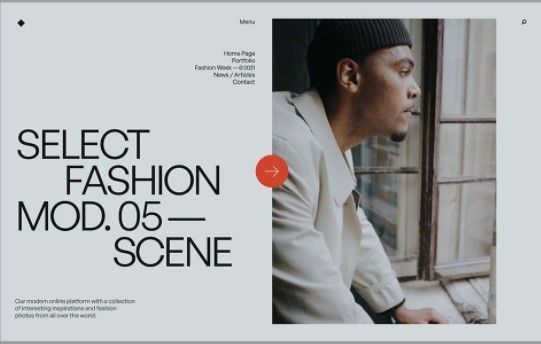 Menu
Home Page
Portfolio
Fashion Week —©2021
News / Articles
Contact
SELECT
FASHION
MOD. 05 —
SCENE
Our modern online platform with a collection
of interesting inspirations and fashion
photos from all over the world.